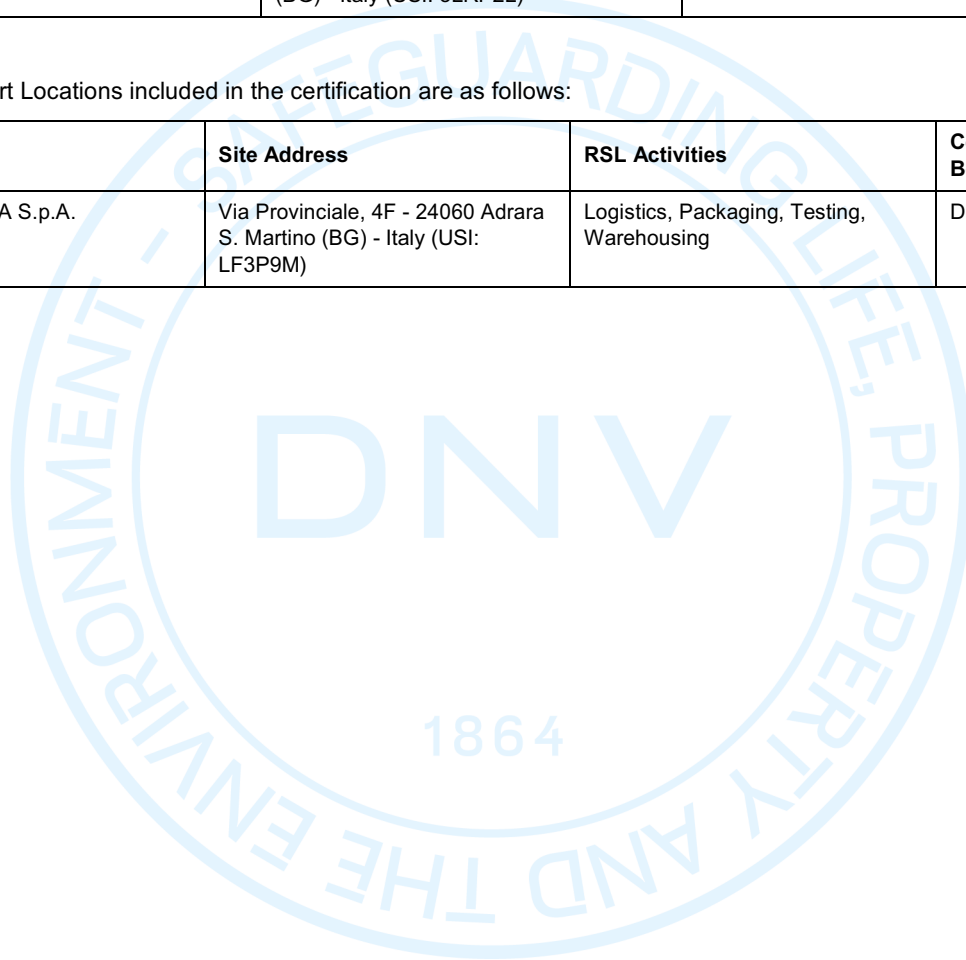 rt Locations included in the certification are as follows:
Site Address
RSL Activities
C
B
A S.p.A.
Via Provinciale, 4F - 24060 Adrara
S. Martino (BG) - Italy (USI:
LF3P9M)
Logistics, Packaging, Testing,
Warehousing
D
SAFEGUARDING LIFE, PROPERTY AND THE ENVIRONMENT -
DNV
1864